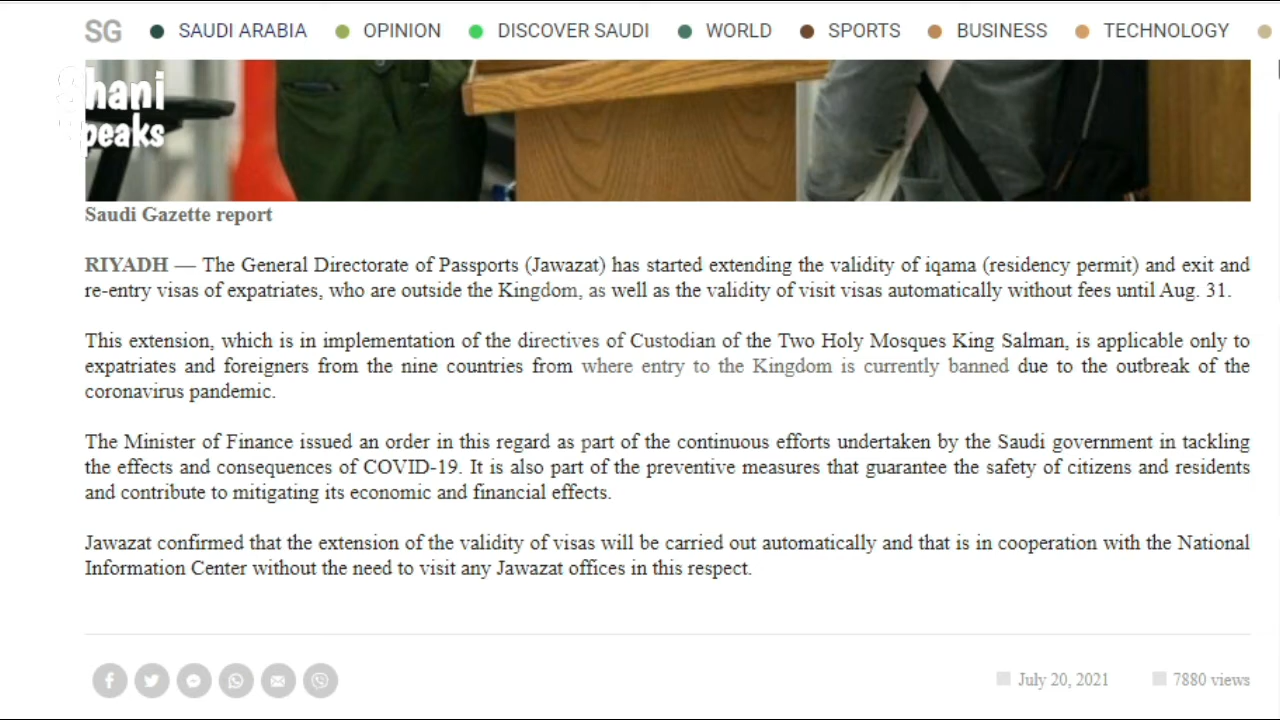 SG SAUDI ARABIA OPINION DISCOVER SAUDI WORLD SPORTS BUSINESS TECHNOLOGY
Shani
Speaks
Saudi Gazette report
RIYADH — The General Directorate of Passports (Jawazat) has started extending the validity of iqama (residency permit) and exit and
re-entry visas of expatriates, who are outside the Kingdom, as well as the validity of visit visas automatically without fees until Aug. 31.
This extension, which is in implementation of the directives of Custodian of the Two Holy Mosques King Salman, is applicable only to
expatriates and foreigners from the nine countries from where entry to the Kingdom is currently banned due to the outbreak of the
coronavirus pandemic.
The Minister of Finance issued an order in this regard as part of the continuous efforts undertaken by the Saudi government in tackling
the effects and consequences of COVID-19. It is also part of the preventive measures that guarantee the safety of citizens and residents
and contribute to mitigating its economic and financial effects.
Jawazat confirmed that the extension of the validity of visas will be carried out automatically and that is in cooperation with the National
Information Center without the need to visit any Jawazat offices in this respect.
July 20, 2021 7880 views